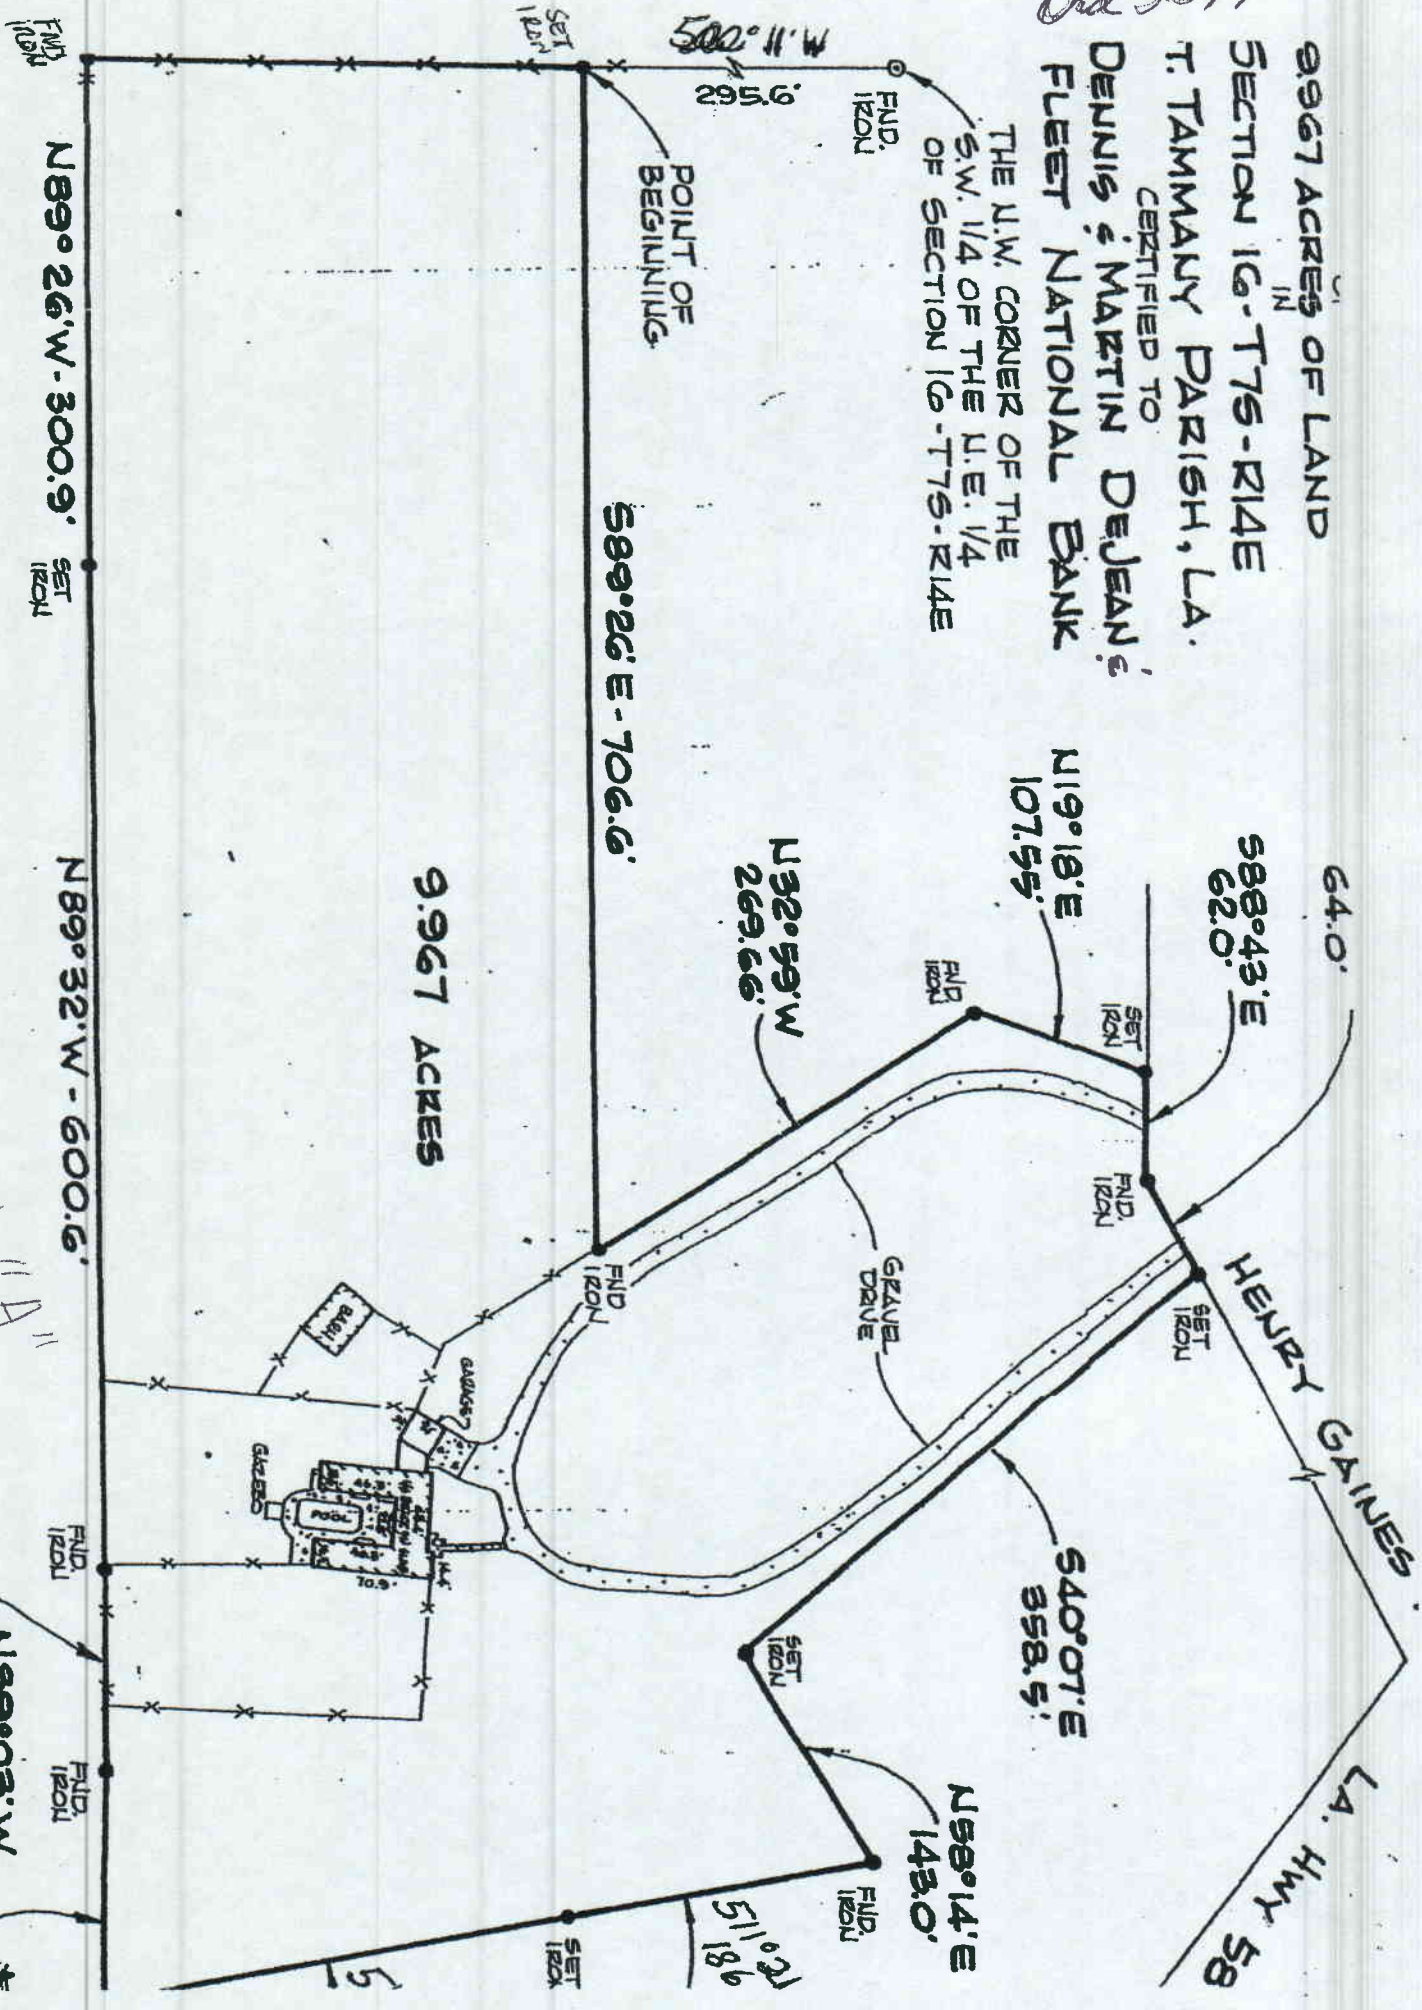 9.967 ACRES OF LAND
IN
SECTION 16-T7S-R14E
T. TAMMANY PARISH, LA.
CERTIFIED TO
DENNIS & MARTIN DEJEAN &
FLEET NATIONAL BANK
THE N.W. CORNER OF THE
S.W. 1/4 OF THE N.E. 1/4
OF SECTION 16-T7S-R14E
FND.
IRON
295.6'
SET
IRON
POINT OF
BEGINNING
FND
IRON
64.0'
S88°43'E
62.0'
N19°18'E
107.55'
N32°59'W
269.66'
S89°26'E-706.6'
SET
IRON
FND.
IRON
FND.
IRON
SET
IRON
HENRY GAINES
LA. HWY 58
GRAVEL
DRIVE
FND
IRON
S40°07'E
358.5'
SET
IRON
N58°14'E
143.0'
FND.
IRON
S11°21
186
SET
IRON
S
9.967 ACRES
BARN
GARAGE
POOL
GAZEBO
70.9'
N89°26'W-300.9'
SET
IRON
N89°32'W-600.6'
"A"
FND.
IRON
FND.
IRON